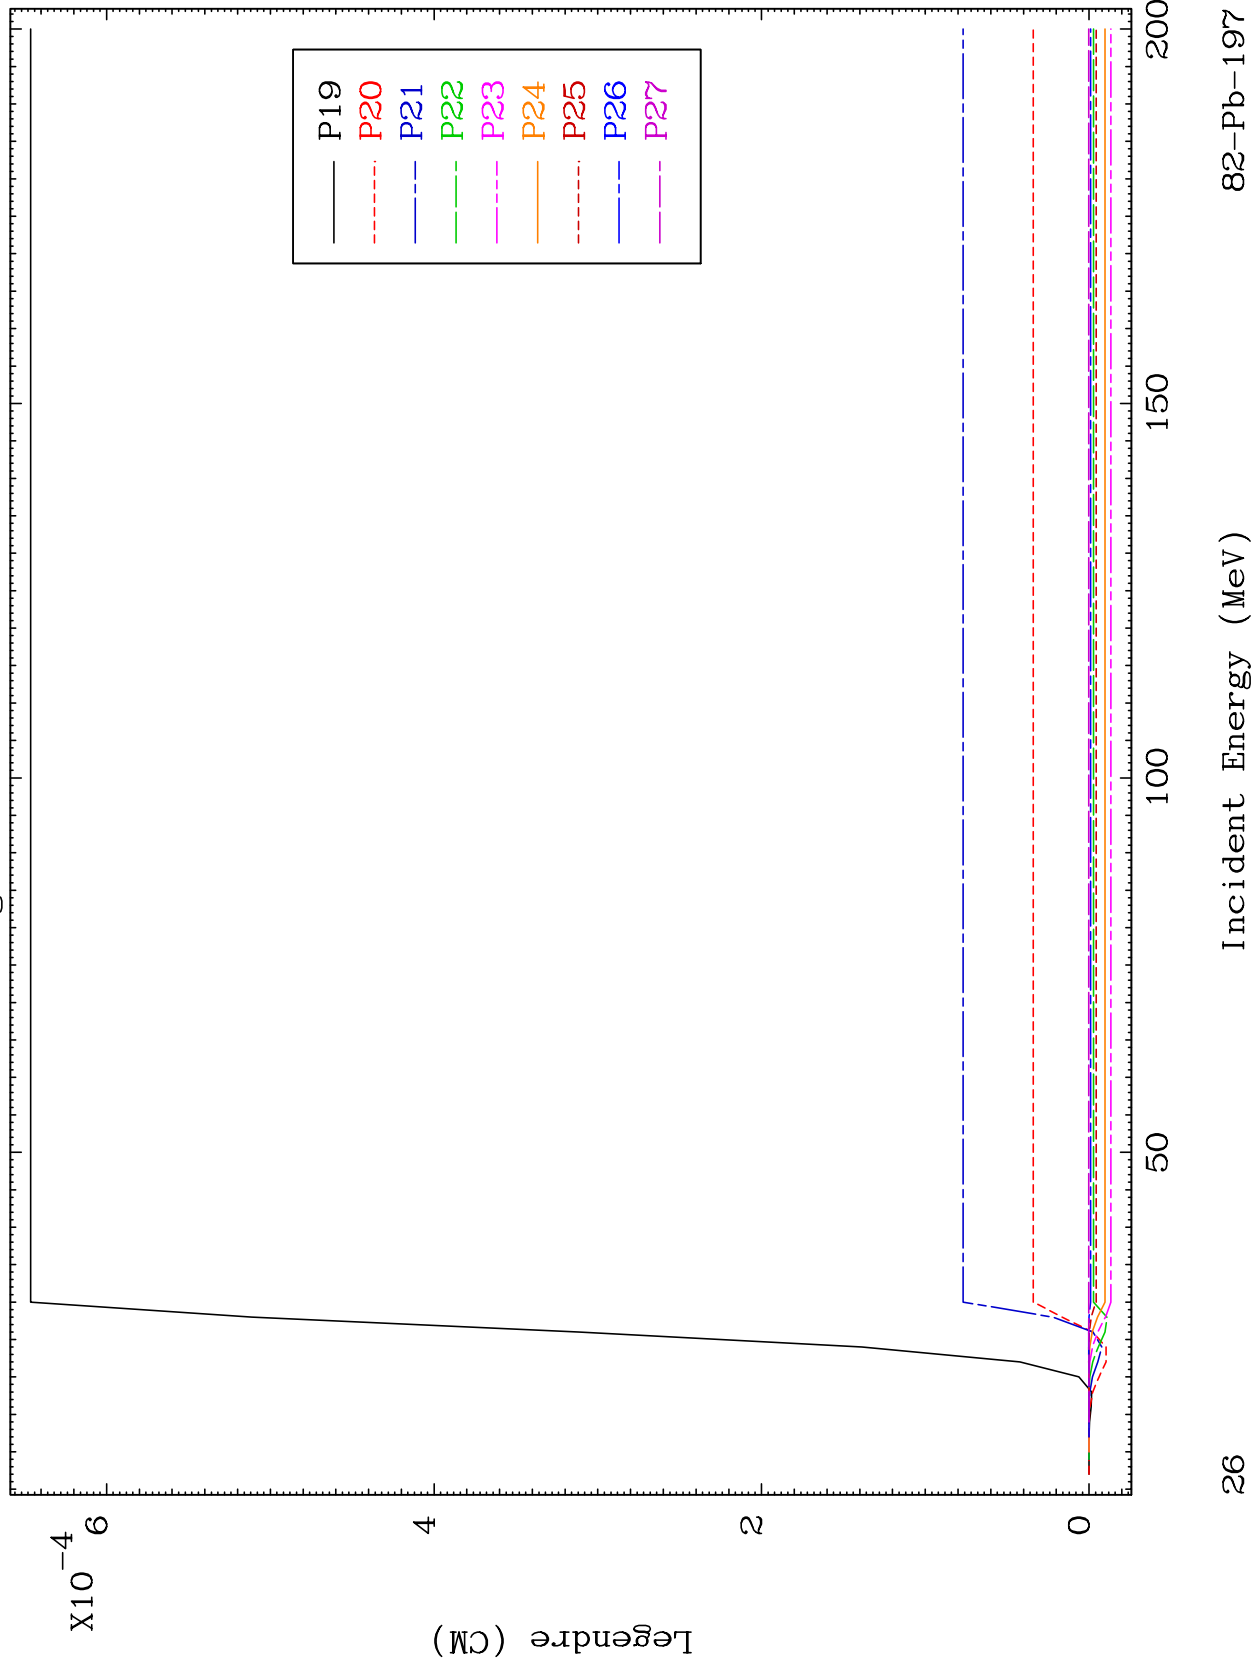 X10-4
6
4
2
0
Legendre (CM)
P19
P20
P21
P22
P23
P24
P25
P26
P27
50
100
150
200
Incident Energy (MeV)
26
82-Pb-197